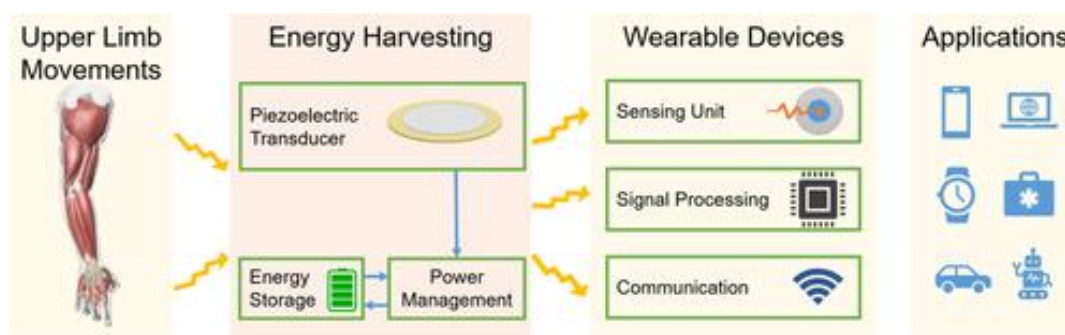 Upper Limb
Movements
Energy Harvesting
Piezoelectric
Transducer
Energy
Storage
Power
Management
Wearable Devices
Sensing Unit
Signal Processing
Communication
Applications